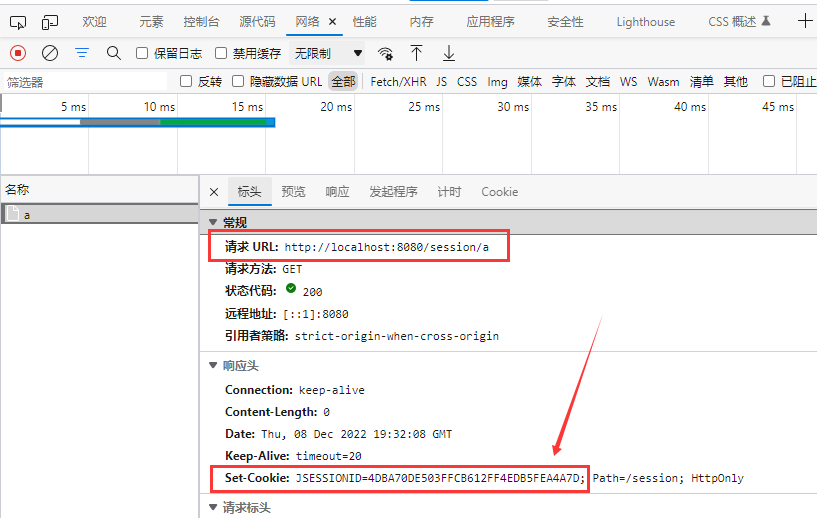 欢迎 元素 控制台 源代码 网络 × 性能 内存 应用程序 安全性 Lighthouse CSS 概述
保留日志 禁用缓存 无限制
筛选器 反转 隐藏数据 URL 全部 Fetch/XHR JS CSS Img 媒体 字体 文档 WS Wasm 清单 其他 已阻止
5 ms 10 ms 15 ms 20 ms 25 ms 30 ms 35 ms 40 ms 45 ms
名称
a
× 标头 预览 响应 发起程序 计时 Cookie
常规
请求 URL: http://localhost:8080/session/a
请求方法: GET
状态代码: 200
远程地址: [::1]:8080
引用者策略: strict-origin-when-cross-origin
响应头
Connection: keep-alive
Content-Length: 0
Date: Thu, 08 Dec 2022 19:32:08 GMT
Keep-Alive: timeout=20
Set-Cookie: JSESSIONID=4DBA70DE503FFCB612FF4EDB5FEA4A7D; Path=/session; HttpOnly
请求标头